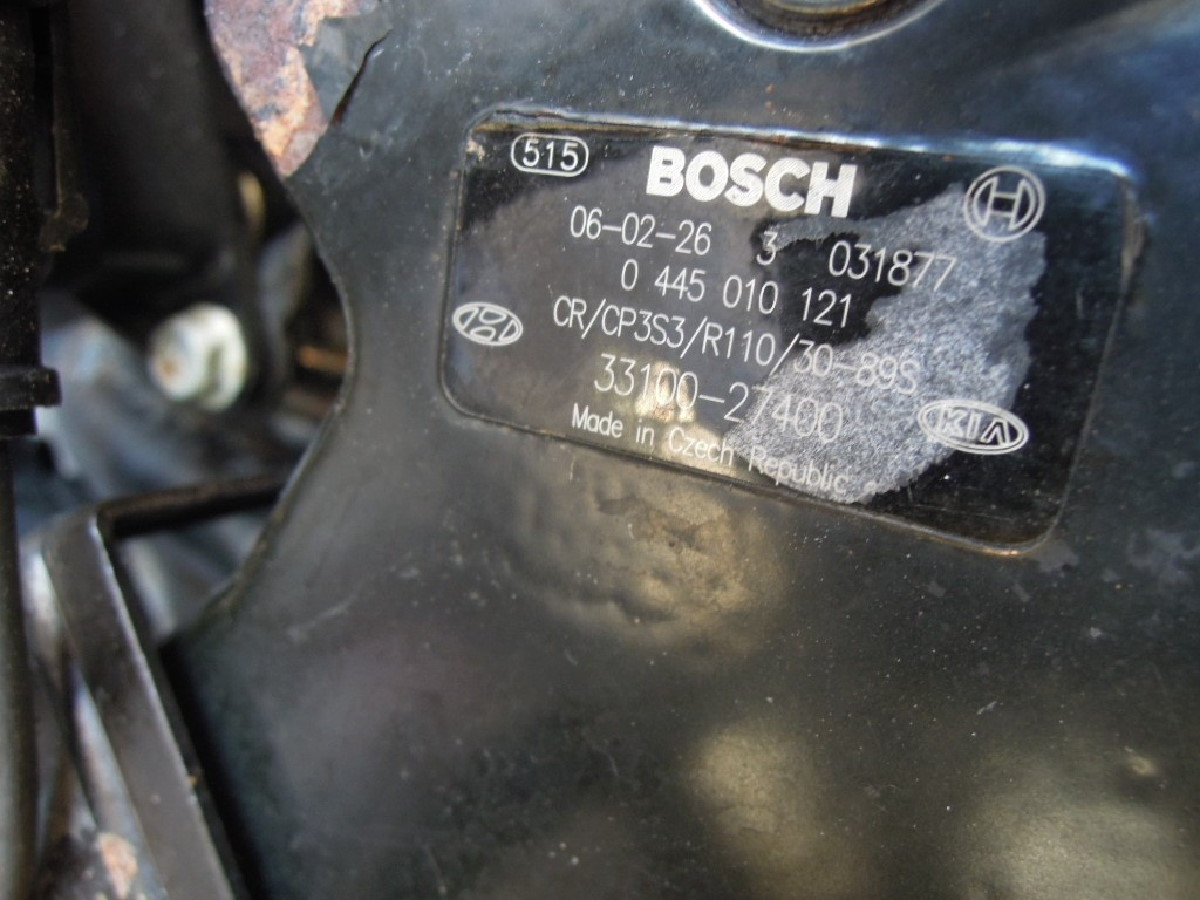 515 BOSCH
06-02-26 3 031877
0 445 010 121
CR/CP3S3/R110/30-89S
33100-27400
KIA
Made in Czech Republic